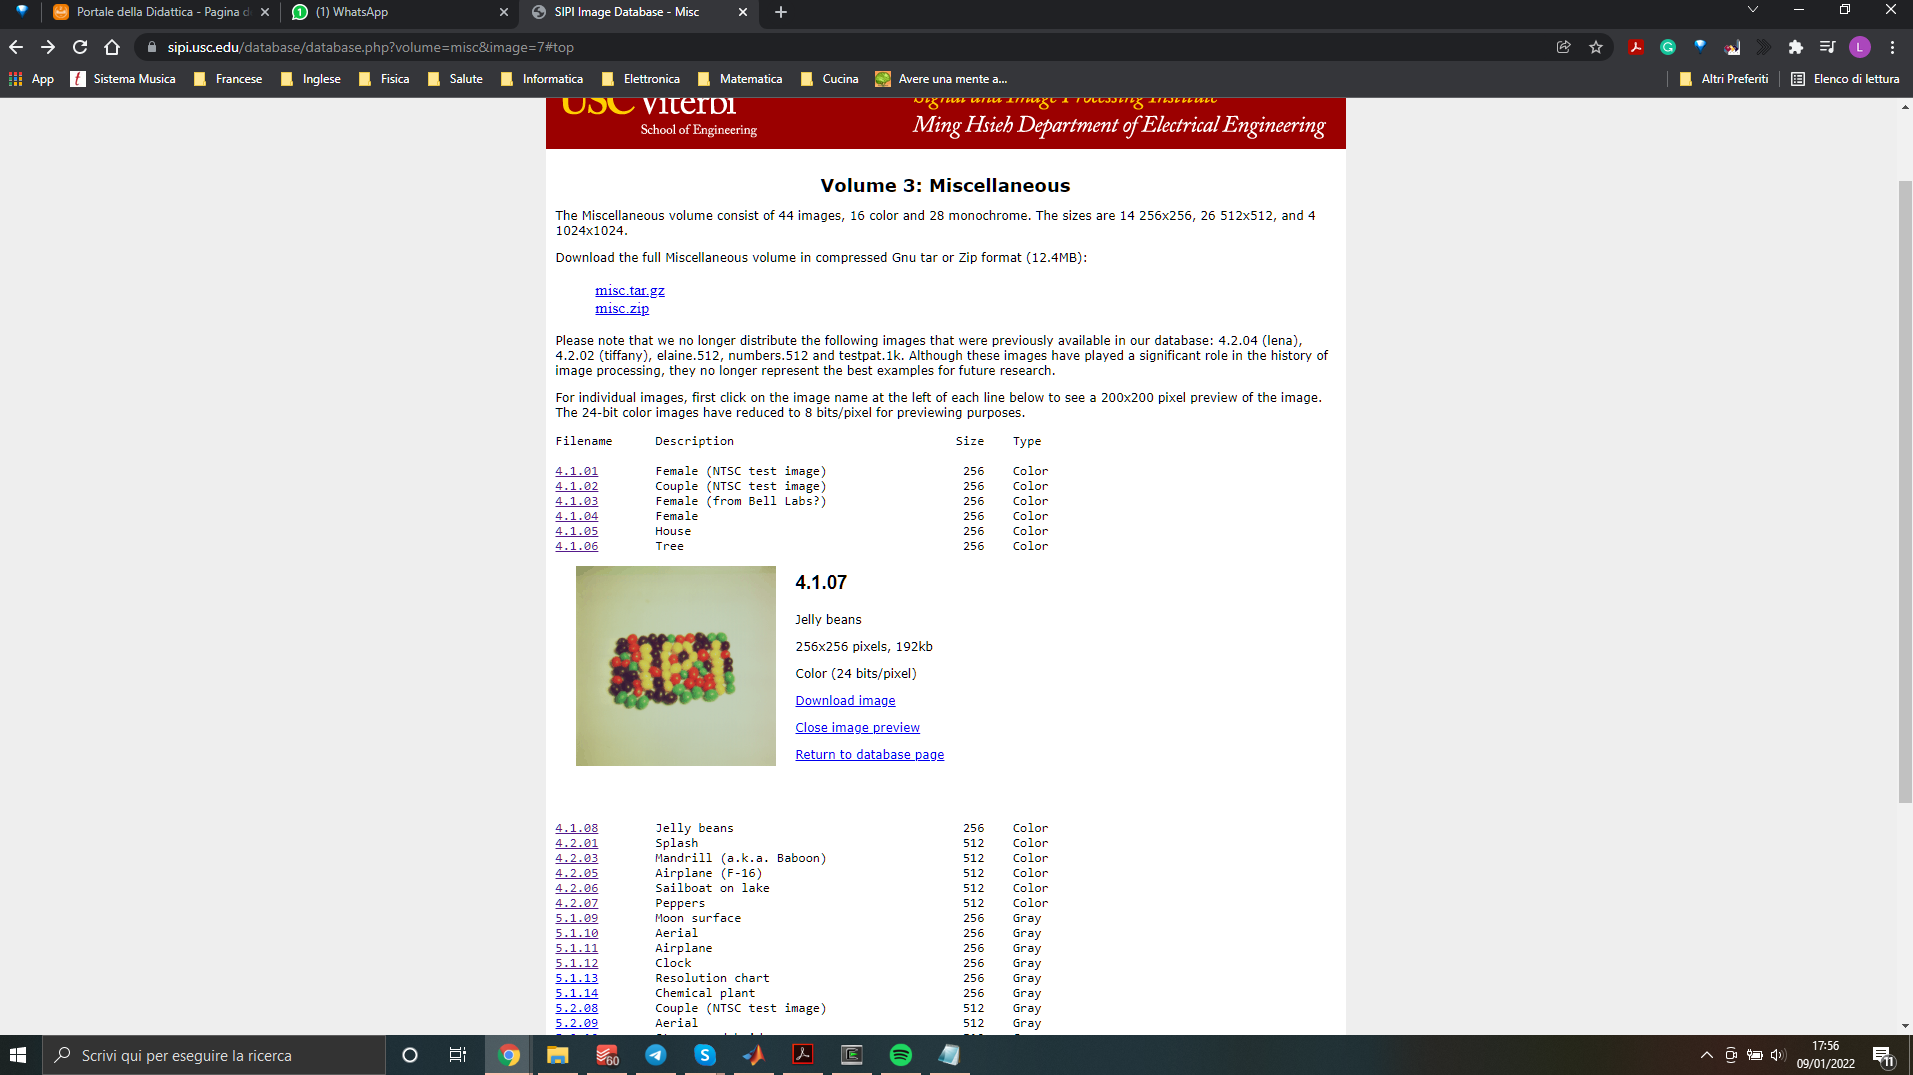 Portale della Didattica - Pagina d
(1) WhatsApp
SIPI Image Database - Misc
sipi.usc.edu/database/database.php?volume=misc&image=7#top
App
Sistema Musica
Francese
Inglese
Fisica
Salute
Informatica
Elettronica
Matematica
Cucina
Avere una mente a...
Altri Preferiti
Elenco di lettura
USC Viterbi
School of Engineering
Signal and Image Processing Institute
Ming Hsieh Department of Electrical Engineering
Volume 3: Miscellaneous
The Miscellaneous volume consist of 44 images, 16 color and 28 monochrome. The sizes are 14 256x256, 26 512x512, and 4
1024x1024.
Download the full Miscellaneous volume in compressed Gnu tar or Zip format (12.4MB):
misc.tar.gz
misc.zip
Please note that we no longer distribute the following images that were previously available in our database: 4.2.04 (lena),
4.2.02 (tiffany), elaine.512, numbers.512 and testpat.1k. Although these images have played a significant role in the history of
image processing, they no longer represent the best examples for future research.
For individual images, first click on the image name at the left of each line below to see a 200x200 pixel preview of the image.
The 24-bit color images have reduced to 8 bits/pixel for previewing purposes.
Filename Description Size Type
4.1.01 Female (NTSC test image) 256 Color
4.1.02 Couple (NTSC test image) 256 Color
4.1.03 Female (from Bell Labs?) 256 Color
4.1.04 Female 256 Color
4.1.05 House 256 Color
4.1.06 Tree 256 Color
SIPI
4.1.07
Jelly beans
256x256 pixels, 192kb
Color (24 bits/pixel)
Download image
Close image preview
Return to database page
4.1.08 Jelly beans 256 Color
4.2.01 Splash 512 Color
4.2.03 Mandrill (a.k.a. Baboon) 512 Color
4.2.05 Airplane (F-16) 512 Color
4.2.06 Sailboat on lake 512 Color
4.2.07 Peppers 512 Color
5.1.09 Moon surface 256 Gray
5.1.10 Aerial 256 Gray
5.1.11 Airplane 256 Gray
5.1.12 Clock 256 Gray
5.1.13 Resolution chart 256 Gray
5.1.14 Chemical plant 256 Gray
5.2.08 Couple (NTSC test image) 512 Gray
5.2.09 Aerial 512 Gray
Scrivi qui per eseguire la ricerca
60
17:56
09/01/2022
11